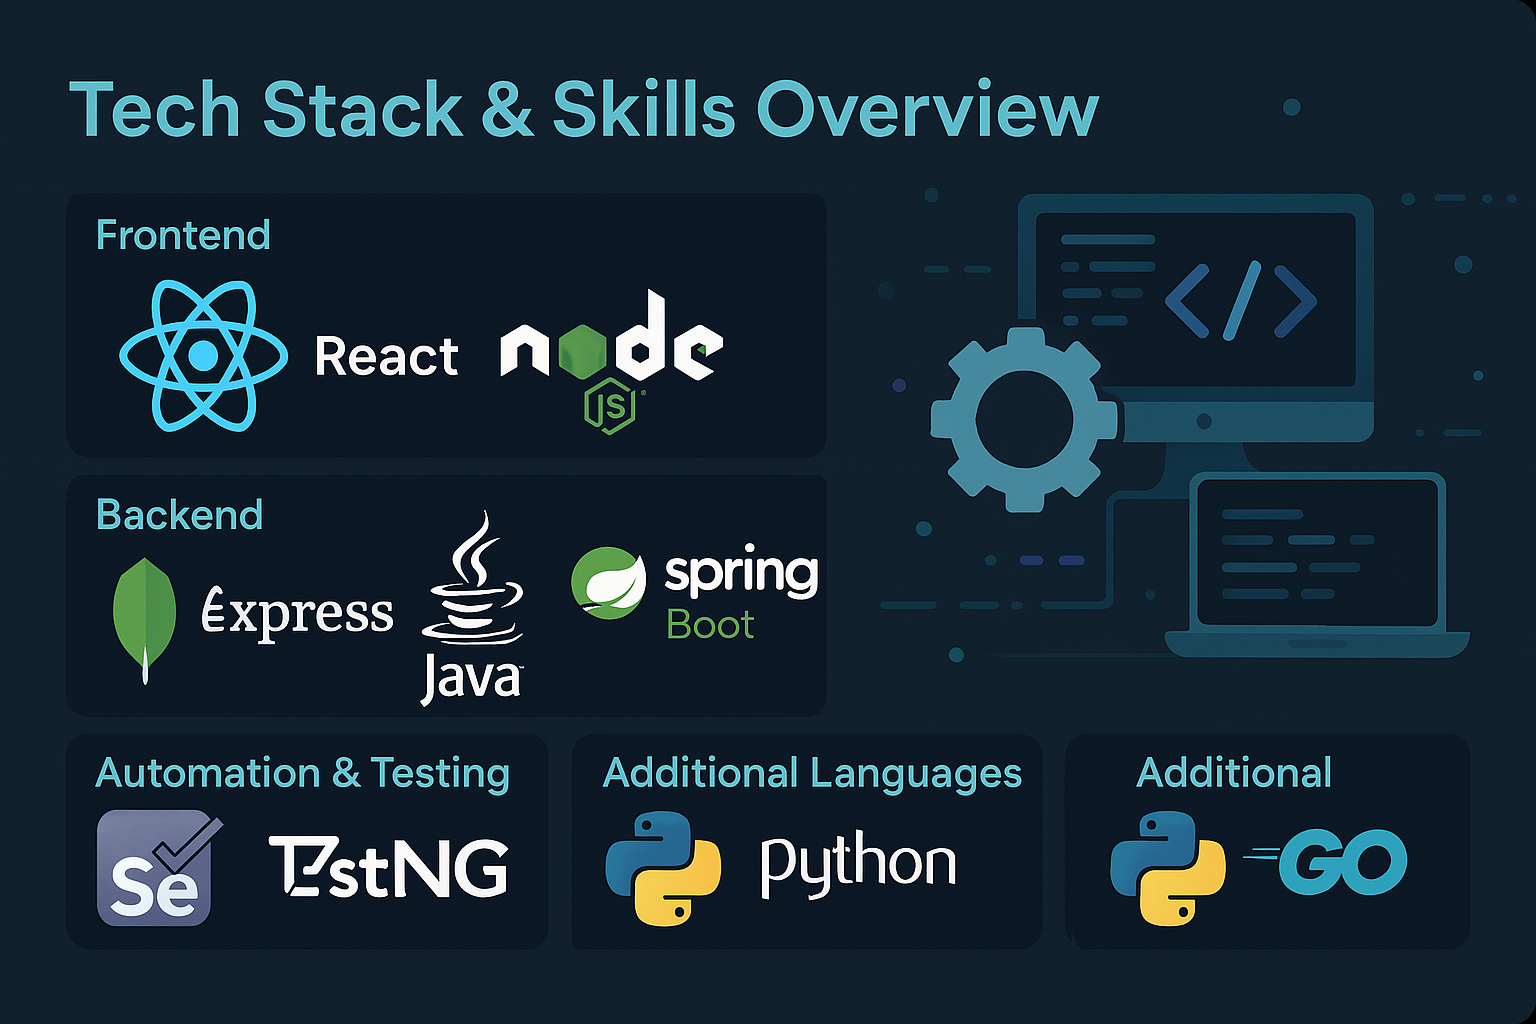 Tech Stack & Skills Overview
Frontend
React
node
JS
Backend
Express
Java
spring
Boot
Automation & Testing
Se
TestNG
Additional Languages
python
Additional
GO